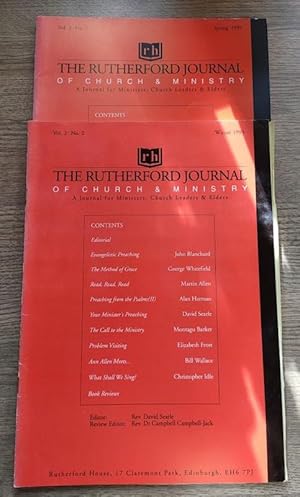 Vol. 2 No. 1 Spring 1995
rh
THE RUTHERFORD JOURNAL
OF CHURCH & MINISTRY
A Journal for Ministers, Church Leaders & Elders
CONTENTS
Vol. 2 No. 2 Winter 1995
rh
THE RUTHERFORD JOURNAL
OF CHURCH & MINISTRY
A Journal for Ministers, Church Leaders & Elders
CONTENTS
Editorial
Evangelistic Preaching John Blanchard
The Method of Grace George Whitefield
Read, Read, Read Martin Allen
Preaching from the Psalms(II) Alan Harman
Your Minister's Preaching David Searle
The Call to the Ministry Montagu Barker
Problem Visiting Elizabeth Frost
Ann Allen Meets... Bill Wallace
What Shall We Sing? Christopher Idle
Book Reviews
Editor: Rev. David Searle
Review Editor: Rev. Dr Campbell Campbell-Jack
Rutherford House, 17 Claremont Park, Edinburgh, EH6 7PJ